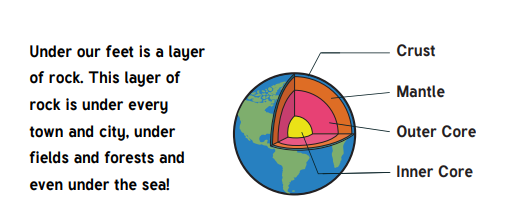 Under our feet is a layer
of rock. This layer of
rock is under every
town and city, under
fields and forests and
even under the sea!
Crust
Mantle
Outer Core
Inner Core